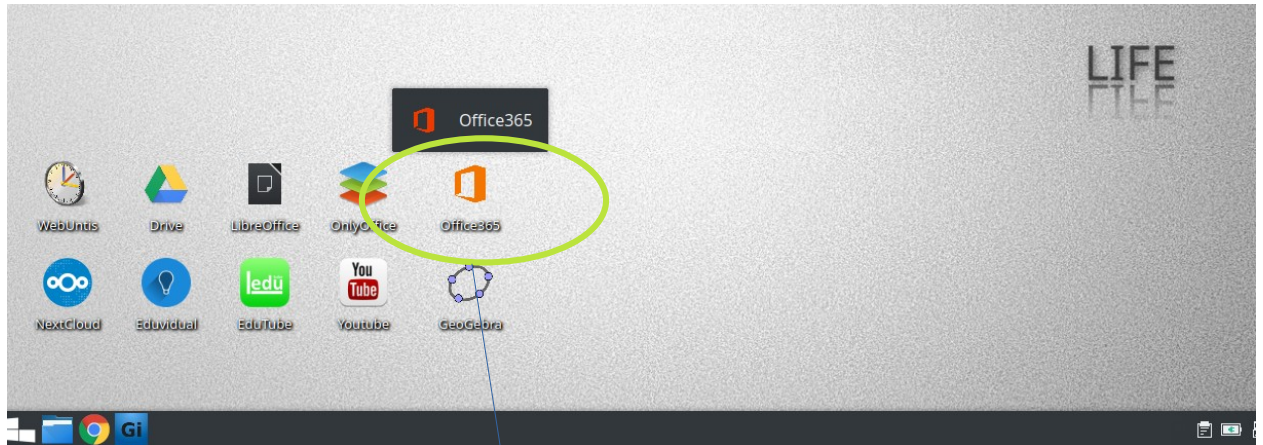 LIFE
Office365
WebUntis
Drive
LibreOffice
OnlyOffice
Office365
NextCloud
Eduvidual
ledü
EduTube
You
Tube
Youtube
GeoGebra
Gi